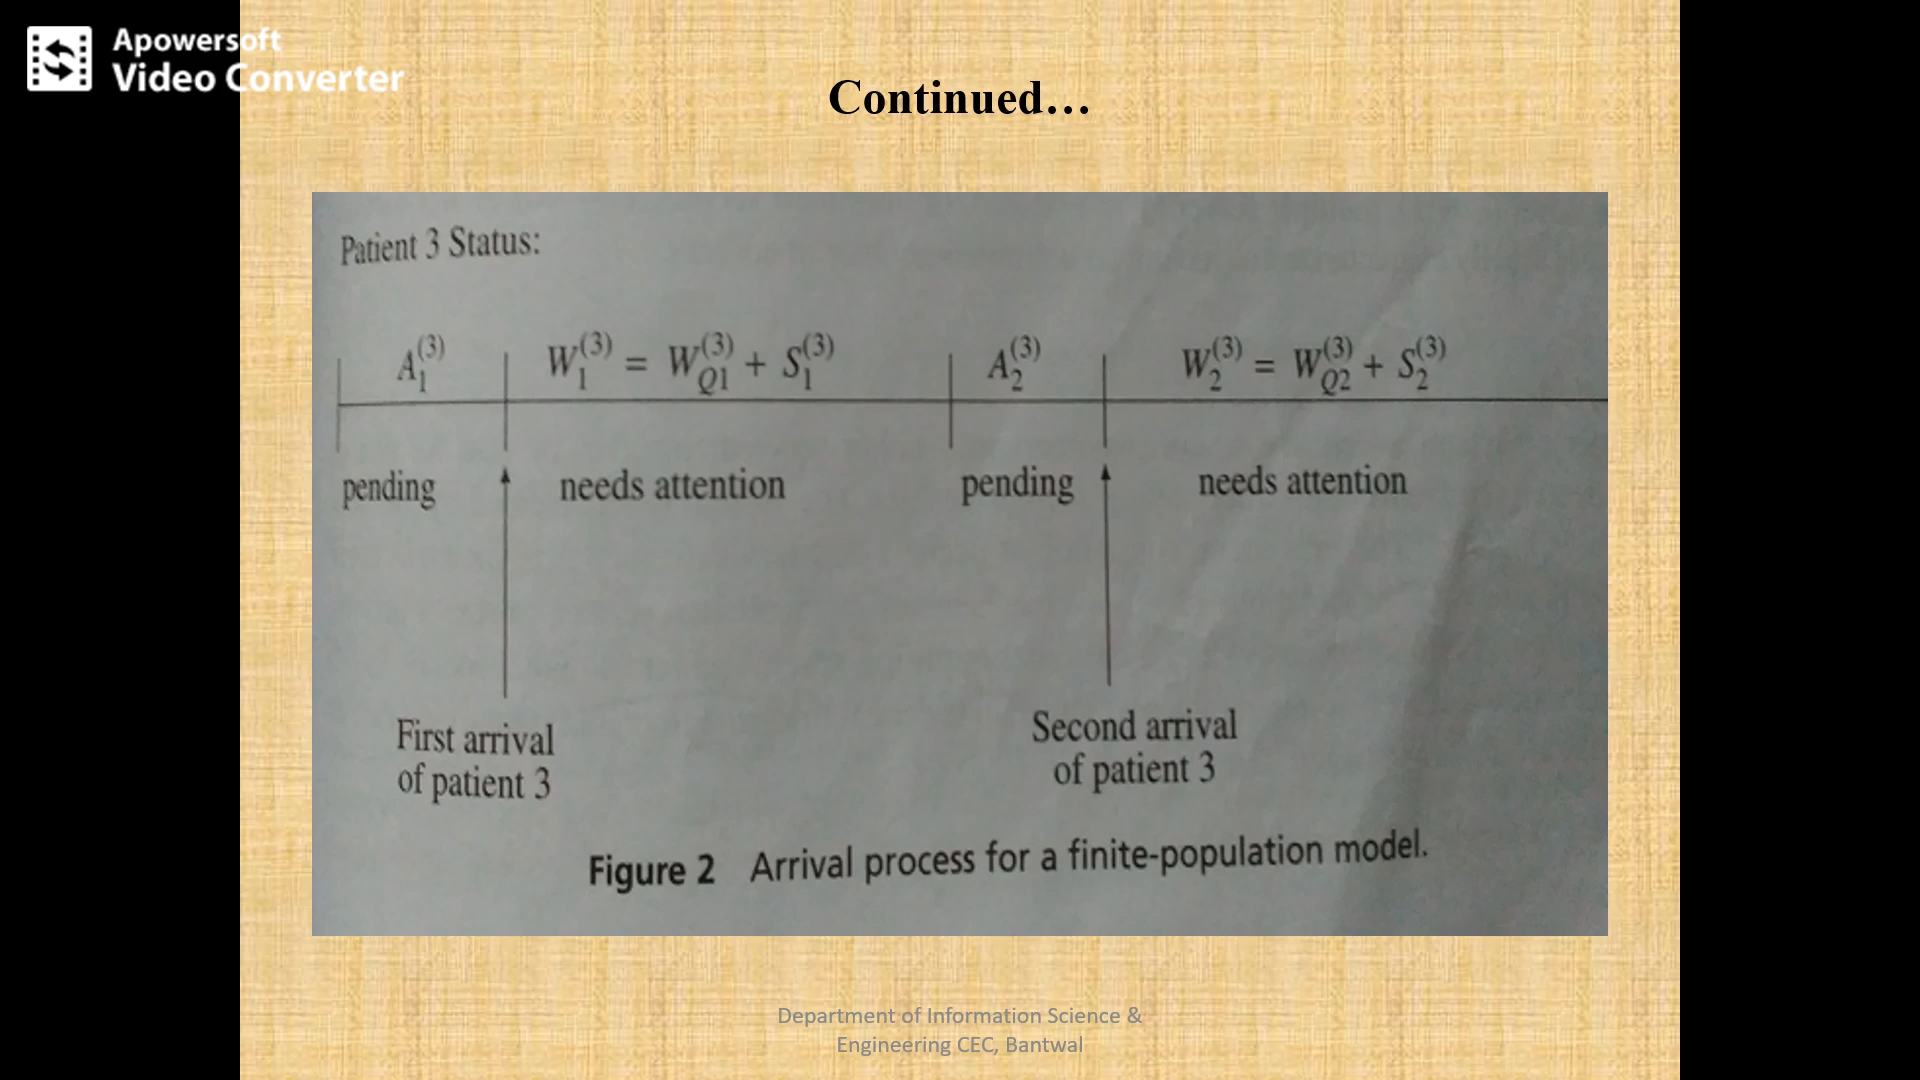 Apowersoft
Video Converter
Continued…
Patient 3 Status:
A₁⁽³⁾ W₁⁽³⁾ = W_Q1⁽³⁾ + S₁⁽³⁾ A₂⁽³⁾ W₂⁽³⁾ = W_Q2⁽³⁾ + S₂⁽³⁾
pending needs attention pending needs attention
First arrival
of patient 3
Second arrival
of patient 3
Figure 2 Arrival process for a finite-population model.
Department of Information Science &
Engineering CEC, Bantwal